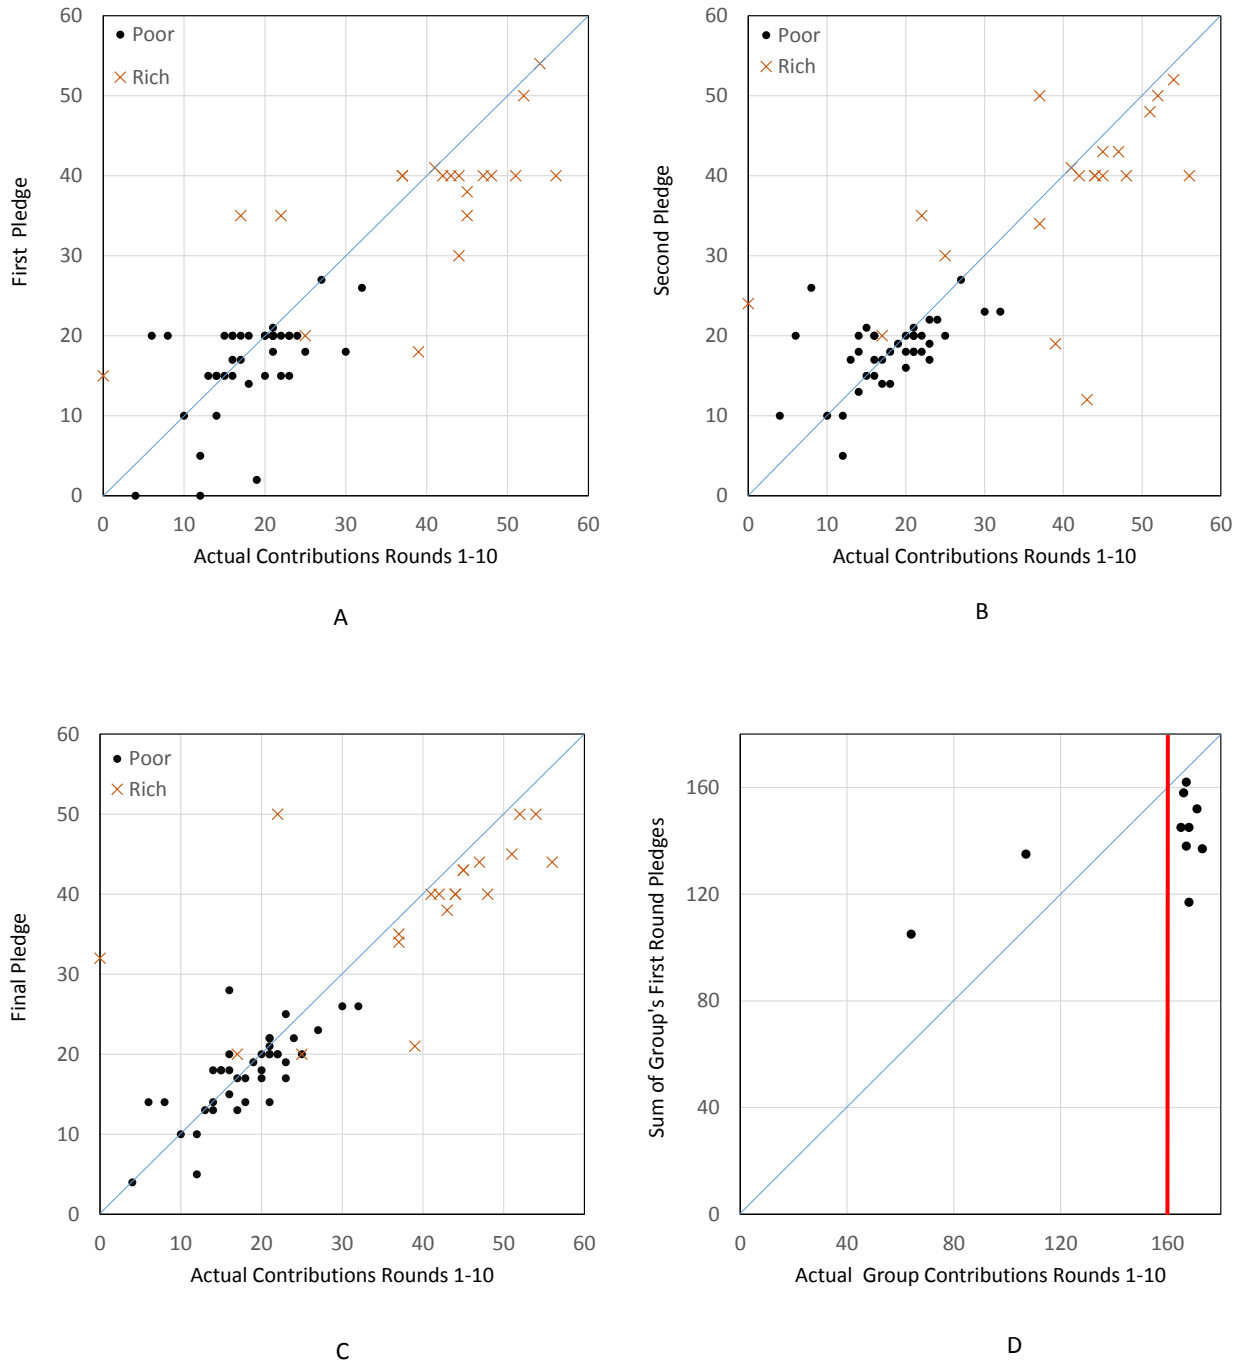 60
50
40
30
20
10
0
First Pledge
Poor
Rich
0 10 20 30 40 50 60
Actual Contributions Rounds 1-10
A
60
50
40
30
20
10
0
Second Pledge
Poor
Rich
0 10 20 30 40 50 60
Actual Contributions Rounds 1-10
B
60
50
40
30
20
10
0
Final Pledge
Poor
Rich
0 10 20 30 40 50 60
Actual Contributions Rounds 1-10
C
160
120
80
40
0
Sum of Group's First Round Pledges
0 40 80 120 160
Actual Group Contributions Rounds 1-10
D